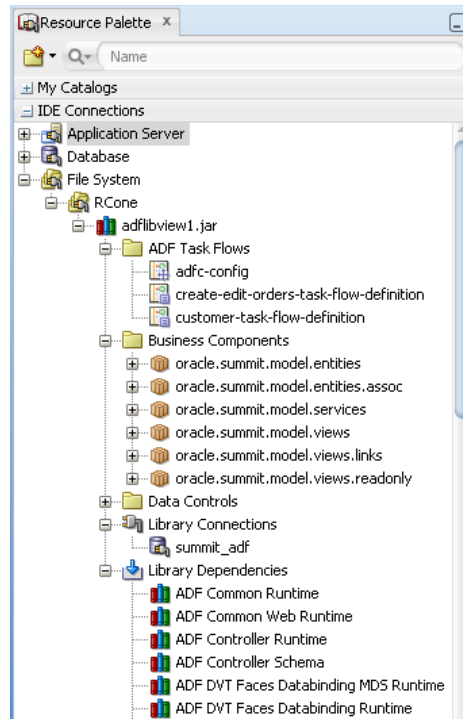 Resource Palette
Name
My Catalogs
IDE Connections
Application Server
Database
File System
RCone
adflibview1.jar
ADF Task Flows
adfc-config
create-edit-orders-task-flow-definition
customer-task-flow-definition
Business Components
oracle.summit.model.entities
oracle.summit.model.entities.assoc
oracle.summit.model.services
oracle.summit.model.views
oracle.summit.model.views.links
oracle.summit.model.views.readonly
Data Controls
Library Connections
summit_adf
Library Dependencies
ADF Common Runtime
ADF Common Web Runtime
ADF Controller Runtime
ADF Controller Schema
ADF DVT Faces Databinding MDS Runtime
ADF DVT Faces Databinding Runtime